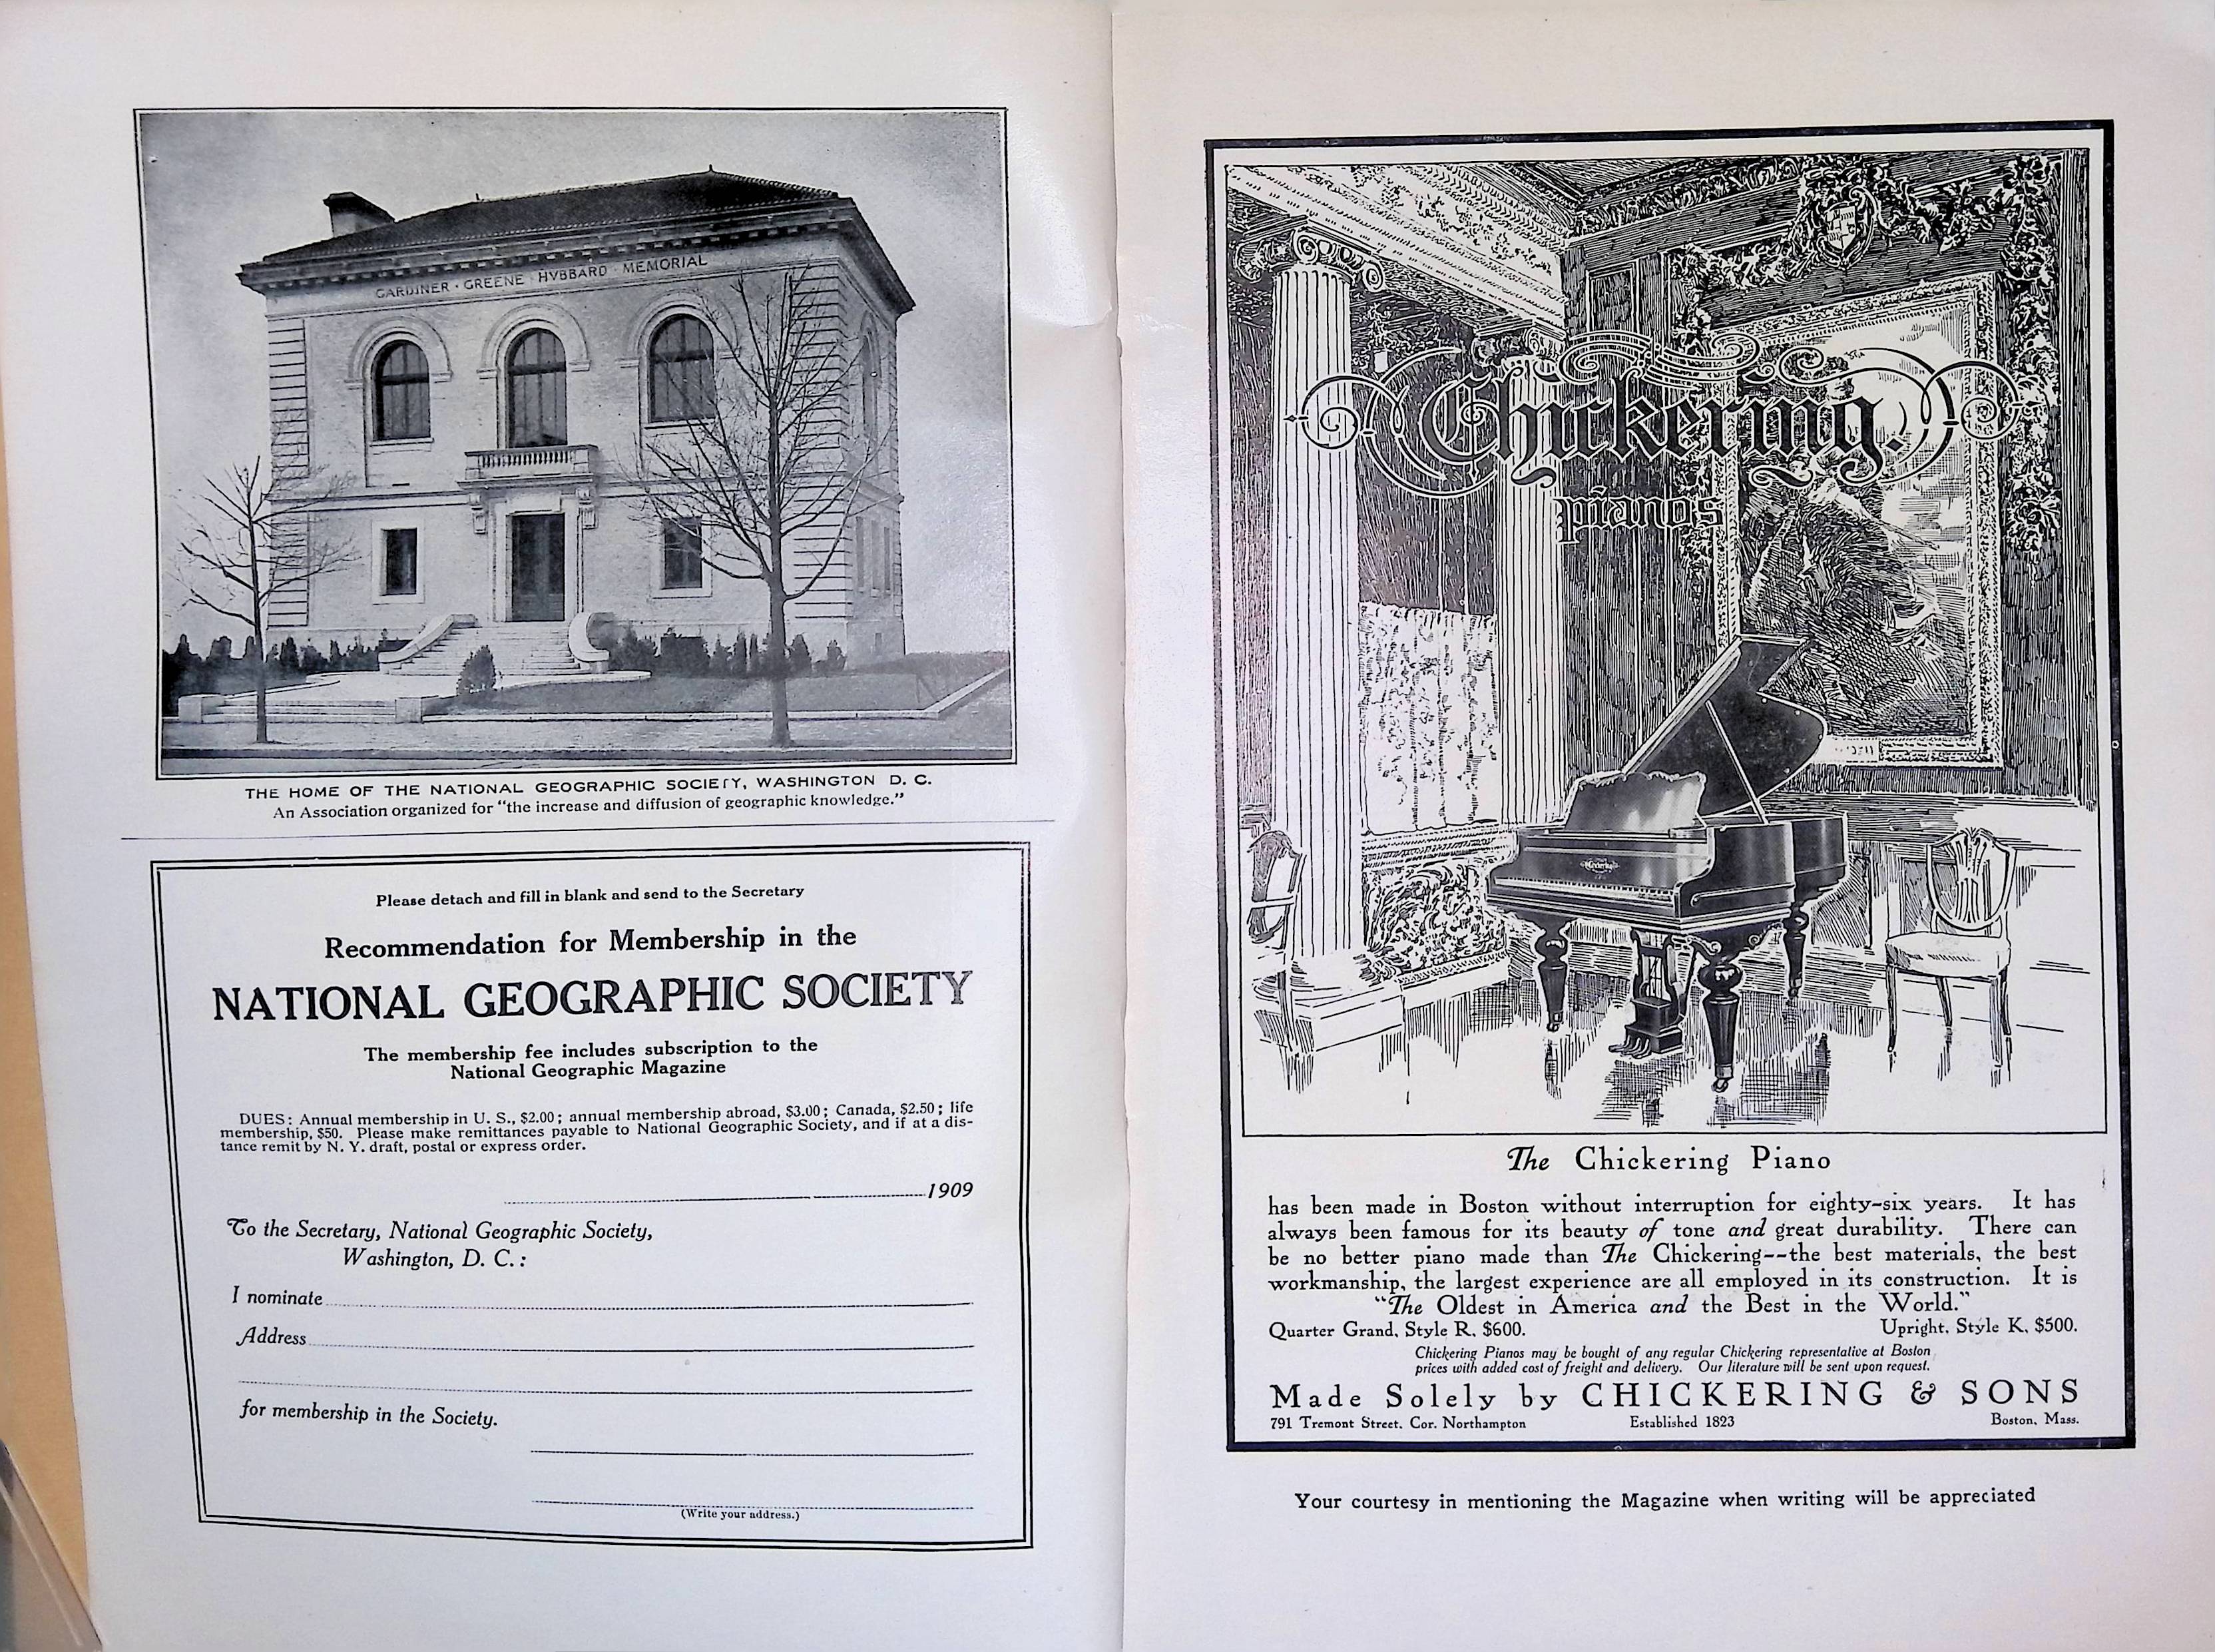 GARDINER · GREENE · HVBBARD · MEMORIAL
THE HOME OF THE NATIONAL GEOGRAPHIC SOCIETY, WASHINGTON D. C.
An Association organized for "the increase and diffusion of geographic knowledge."
Please detach and fill in blank and send to the Secretary
Recommendation for Membership in the
NATIONAL GEOGRAPHIC SOCIETY
The membership fee includes subscription to the
National Geographic Magazine
DUES: Annual membership in U. S., $2.00; annual membership abroad, $3.00; Canada, $2.50; life
membership, $50. Please make remittances payable to National Geographic Society, and if at a dis-
tance remit by N. Y. draft, postal or express order.
1909
To the Secretary, National Geographic Society,
Washington, D. C.:
I nominate
Address
for membership in the Society.
(Write your address.)
Chickering.
pianos
Chickering
The Chickering Piano
has been made in Boston without interruption for eighty-six years. It has
always been famous for its beauty of tone and great durability. There can
be no better piano made than The Chickering--the best materials, the best
workmanship, the largest experience are all employed in its construction. It is
"The Oldest in America and the Best in the World."
Quarter Grand, Style R, $600. Upright, Style K, $500.
Chickering Pianos may be bought of any regular Chickering representative at Boston
prices with added cost of freight and delivery. Our literature will be sent upon request.
Made Solely by CHICKERING & SONS
791 Tremont Street, Cor. Northampton Established 1823 Boston, Mass.
Your courtesy in mentioning the Magazine when writing will be appreciated